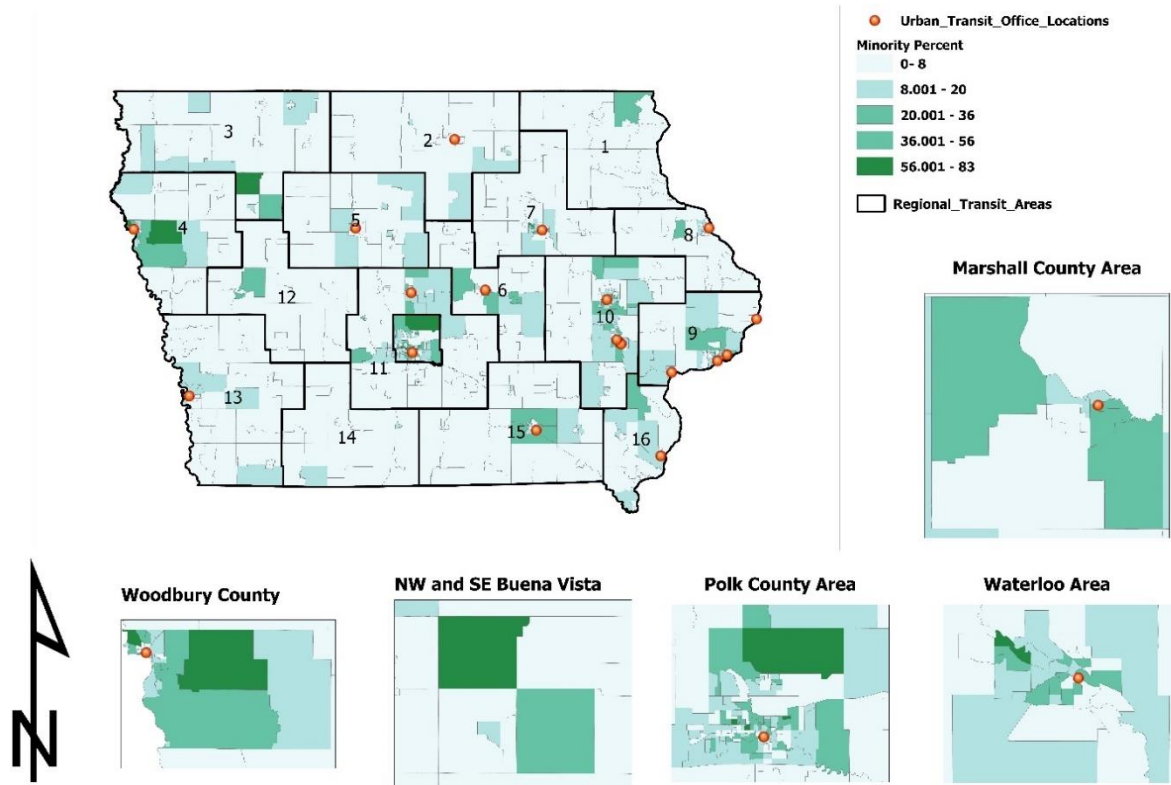 Urban_Transit_Office_Locations
Minority Percent
0- 8
8.001 - 20
20.001 - 36
36.001 - 56
56.001 - 83
Regional_Transit_Areas
3
2
1
4
5
7
8
12
6
10
9
11
13
14
15
16
Marshall County Area
Woodbury County
NW and SE Buena Vista
Polk County Area
Waterloo Area
N